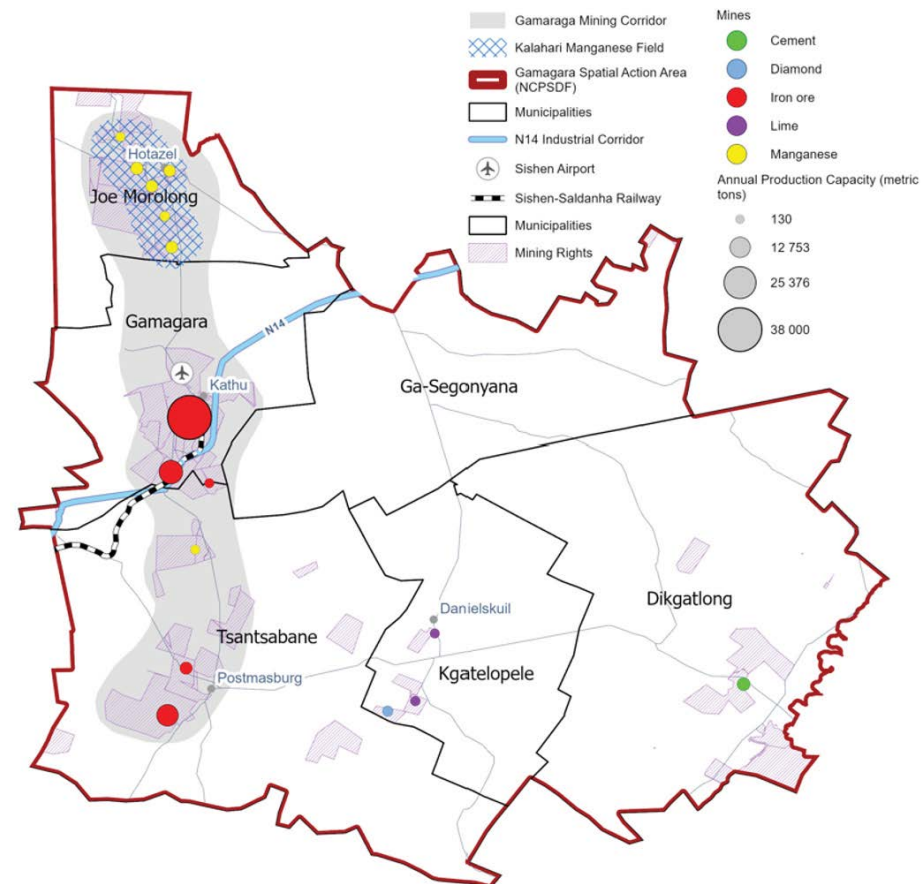 Gamaraga Mining Corridor
Kalahari Manganese Field
Gamagara Spatial Action Area
(NCPSDF)
Municipalities
N14 Industrial Corridor
Sishen Airport
Sishen-Saldanha Railway
Municipalities
Mining Rights
Mines
Cement
Diamond
Iron ore
Lime
Manganese
Annual Production Capacity (metric
tons)
130
12 753
25 376
38 000
Hotazel
Joe Morolong
Gamagara
N14
Kathu
Ga-Segonyana
Dikgatlong
Danielskuil
Tsantsabane
Kgatelopele
Postmasburg